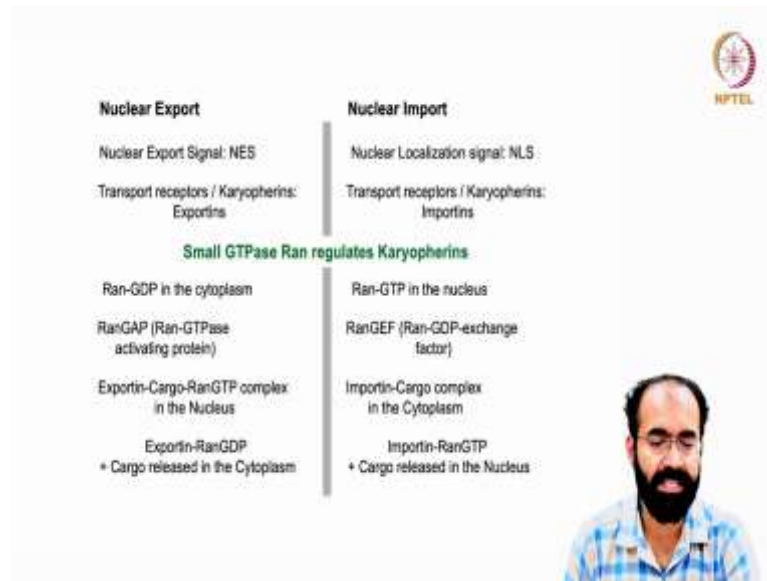 NPTEL
Nuclear Export
Nuclear Export Signal: NES
Transport receptors / Karyopherins:
Exportins
Nuclear Import
Nuclear Localization signal: NLS
Transport receptors / Karyopherins:
Importins
Small GTPase Ran regulates Karyopherins
Ran-GDP in the cytoplasm
RanGAP (Ran-GTPase
activating protein)
Exportin-Cargo-RanGTP complex
in the Nucleus
Exportin-RanGDP
+ Cargo released in the Cytoplasm
Ran-GTP in the nucleus
RanGEF (Ran-GDP-exchange
factor)
Importin-Cargo complex
in the Cytoplasm
Importin-RanGTP
+ Cargo released in the Nucleus